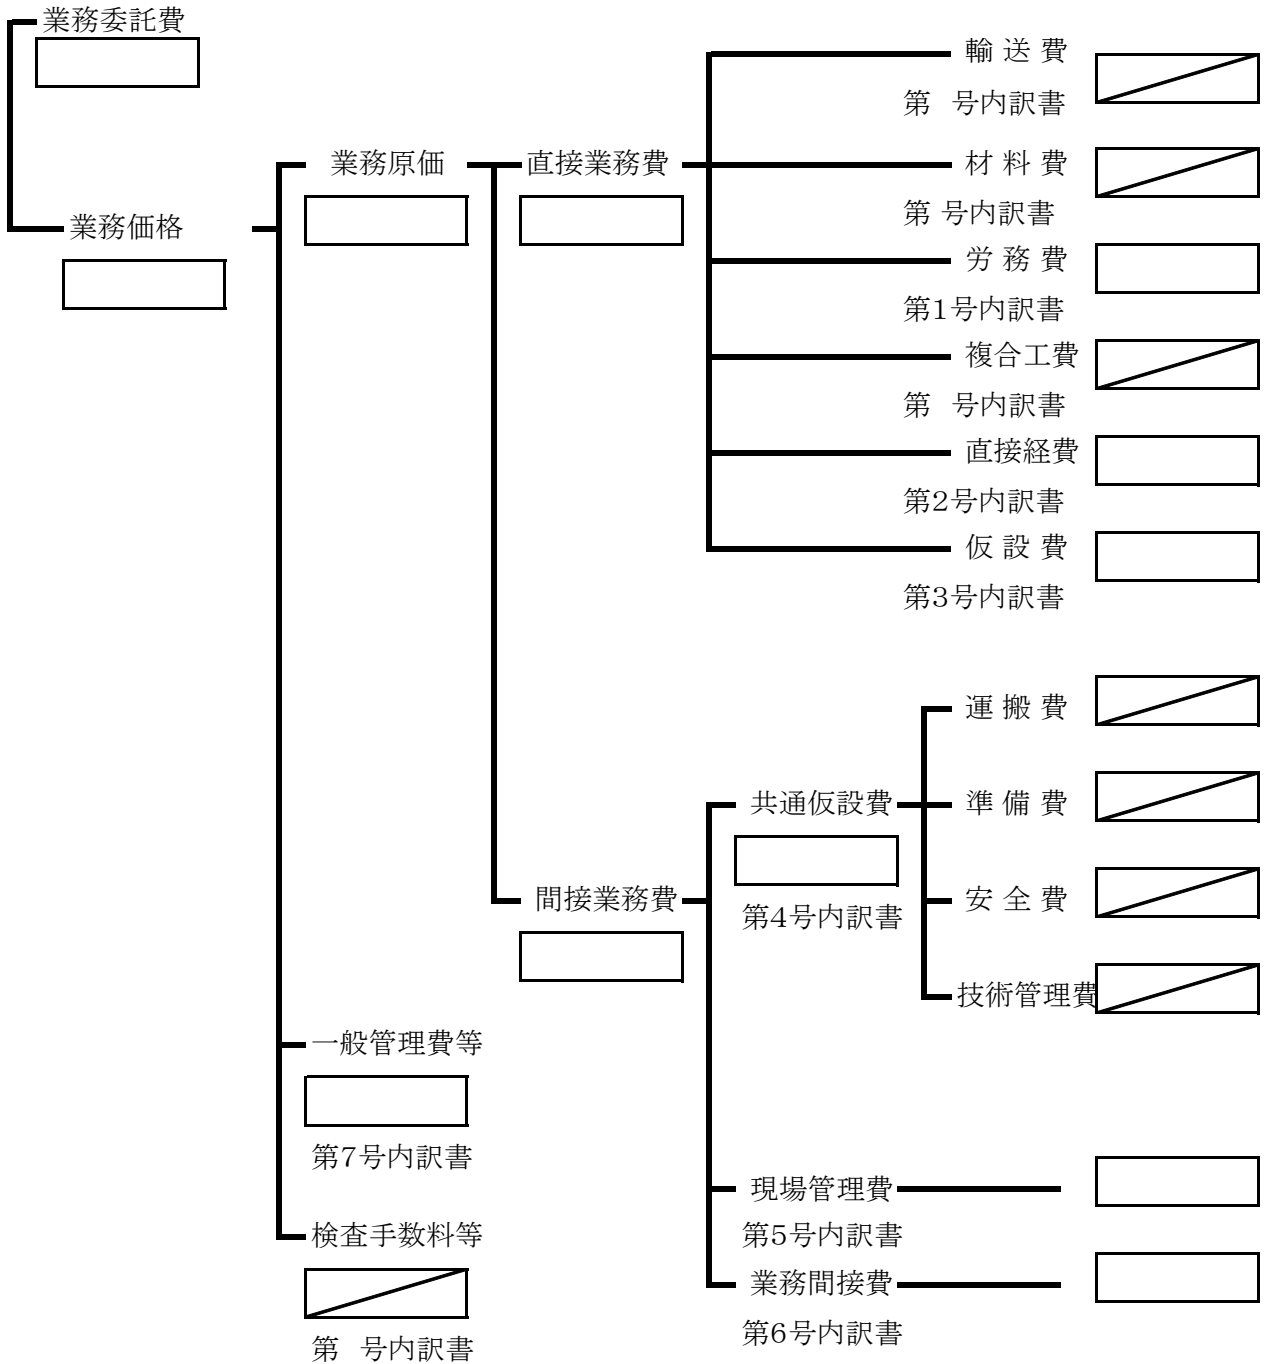 業務委託費
業務価格
業務原価
直接業務費
輸 送 費
第　号内訳書
材 料 費
第 号内訳書
労 務 費
第1号内訳書
複合工費
第　号内訳書
直接経費
第2号内訳書
仮 設 費
第3号内訳書
間接業務費
共通仮設費
第4号内訳書
運 搬 費
準 備 費
安 全 費
技術管理費
現場管理費
第5号内訳書
業務間接費
第6号内訳書
一般管理費等
第7号内訳書
検査手数料等
第　号内訳書